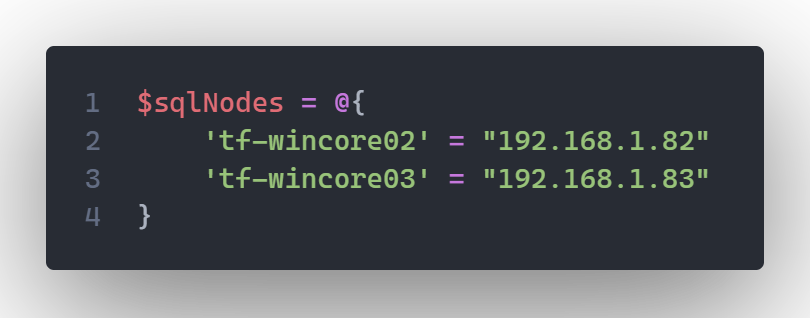 1 $sqlNodes = @{
2     'tf-wincore02' = "192.168.1.82"
3     'tf-wincore03' = "192.168.1.83"
4 }